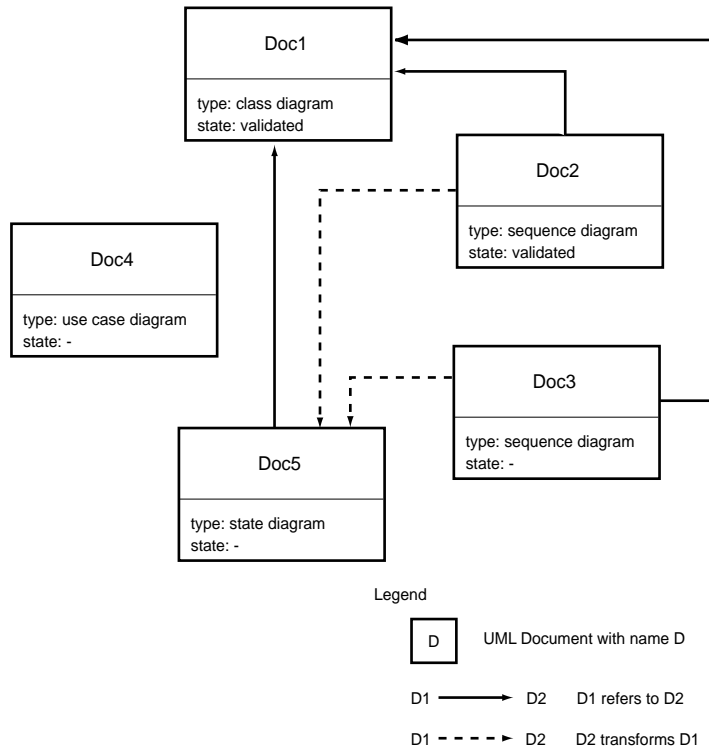 Doc1
type: class diagram
state: validated
Doc2
type: sequence diagram
state: validated
Doc4
type: use case diagram
state: -
Doc3
type: sequence diagram
state: -
Doc5
type: state diagram
state: -
Legend
D UML Document with name D
D1 D2 D1 refers to D2
D1 D2 D2 transforms D1